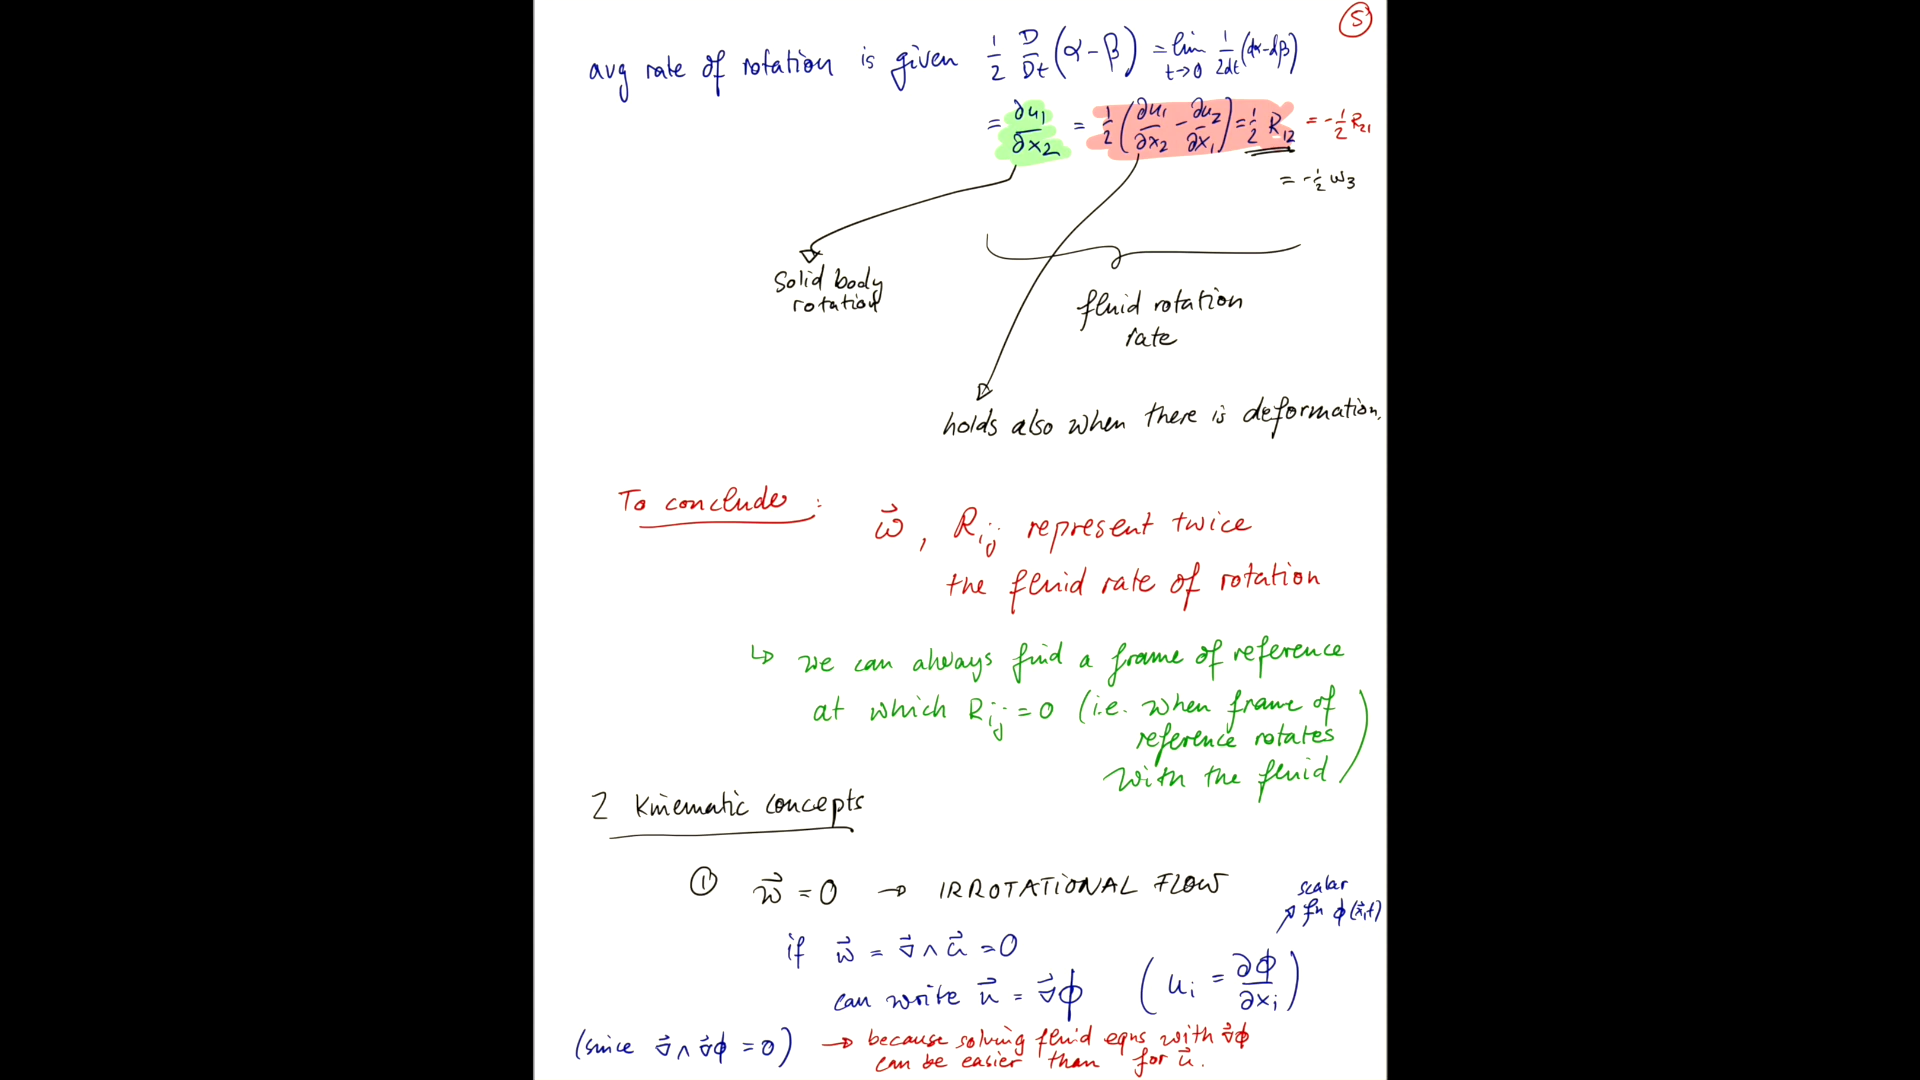 5
avg rate of rotation is given 1/2 D/Dt (α-β) = lim t→0 1/2dt (dα-dβ)
= ∂u1/∂x2 = 1/2 (∂u1/∂x2 - ∂u2/∂x1) = 1/2 R12 = -1/2 R21
= -1/2 ω3
Solid body
rotation
fluid rotation
rate
holds also when there is deformation.
To conclude :
ω⃗ , Rij represent twice
the fluid rate of rotation
↳ we can always find a frame of reference
at which Rij = 0 (i.e. when frame of
reference rotates
with the fluid)
2 Kinematic concepts
① ω⃗ = 0 → IRROTATIONAL FLOW
scalar
fn ϕ(x⃗,t)
if ω⃗ = ∇⃗ ∧ u⃗ = 0
can write u⃗ = ∇⃗ϕ (ui = ∂ϕ/∂xi)
(since ∇⃗ ∧ ∇⃗ϕ = 0) → because solving fluid eqns with ∇⃗ϕ
can be easier than for u⃗.